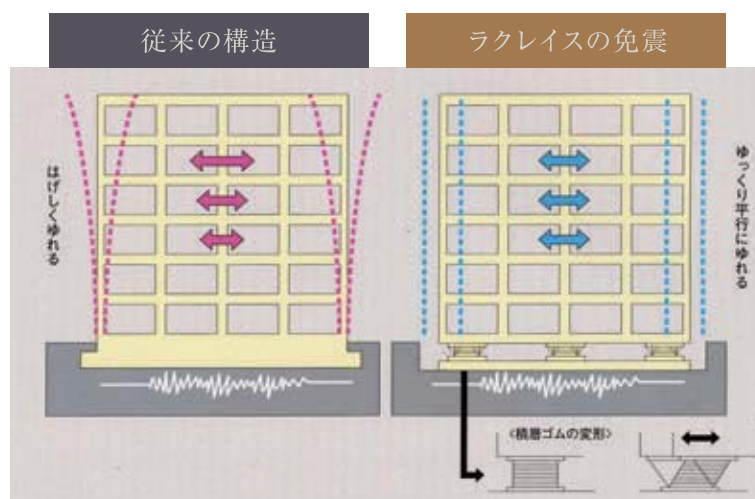 従来の構造
ラクレイスの免震
はげしくゆれる
ゆっくり平行にゆれる
<積層ゴムの変形>